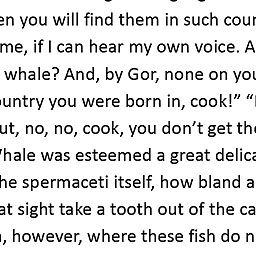 en you will find them in such cour
me, if I can hear my own voice. A
whale? And, by Gor, none on you
ountry you were born in, cook!” “
ut, no, no, cook, you don’t get the
Whale was esteemed a great delica
he spermaceti itself, how bland a
at sight take a tooth out of the ca
, however, where these fish do n